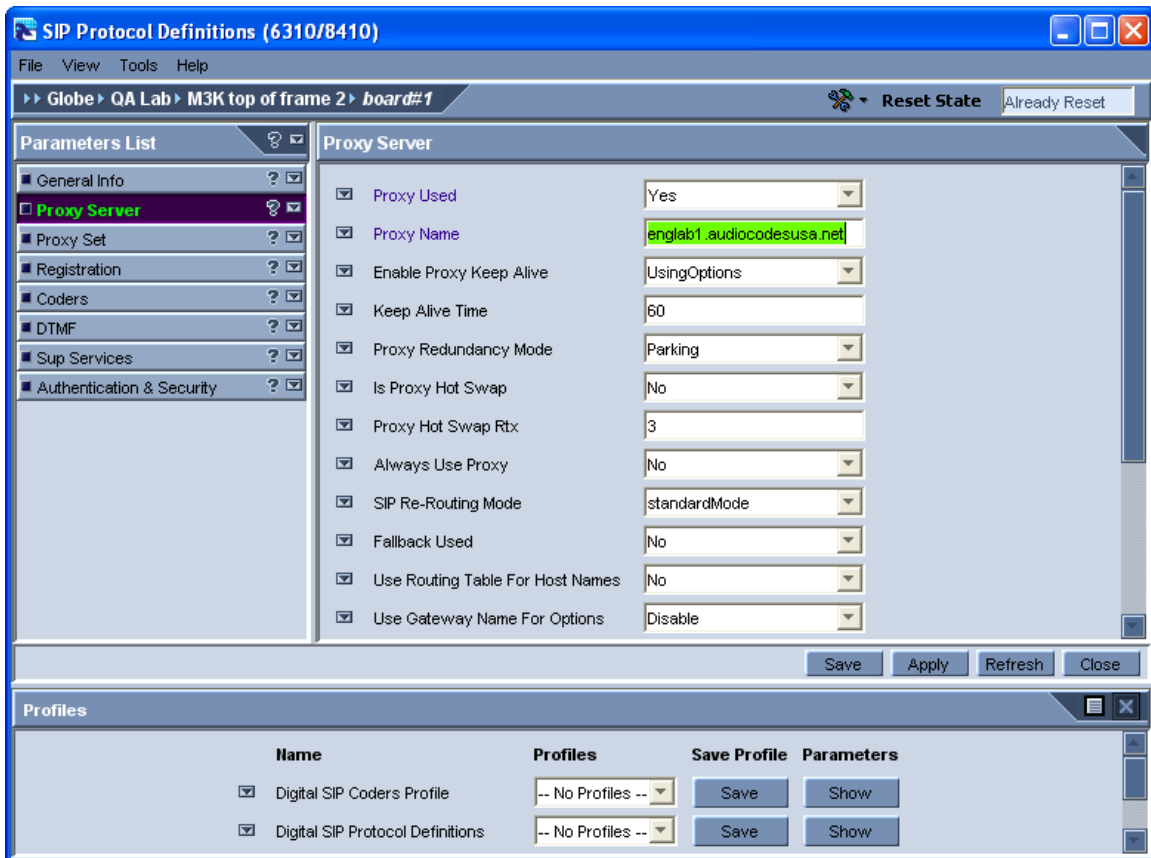 SIP Protocol Definitions (6310/8410)
File View Tools Help
Globe QA Lab M3K top of frame 2 board#1 Reset State Already Reset
Parameters List ?
General Info ?
Proxy Server ?
Proxy Set ?
Registration ?
Coders ?
DTMF ?
Sup Services ?
Authentication & Security ?
Proxy Server
Proxy Used Yes
Proxy Name englab1.audiocodesusa.net
Enable Proxy Keep Alive UsingOptions
Keep Alive Time 60
Proxy Redundancy Mode Parking
Is Proxy Hot Swap No
Proxy Hot Swap Rtx 3
Always Use Proxy No
SIP Re-Routing Mode standardMode
Fallback Used No
Use Routing Table For Host Names No
Use Gateway Name For Options Disable
Save Apply Refresh Close
Profiles
Name Profiles Save Profile Parameters
Digital SIP Coders Profile -- No Profiles -- Save Show
Digital SIP Protocol Definitions -- No Profiles -- Save Show